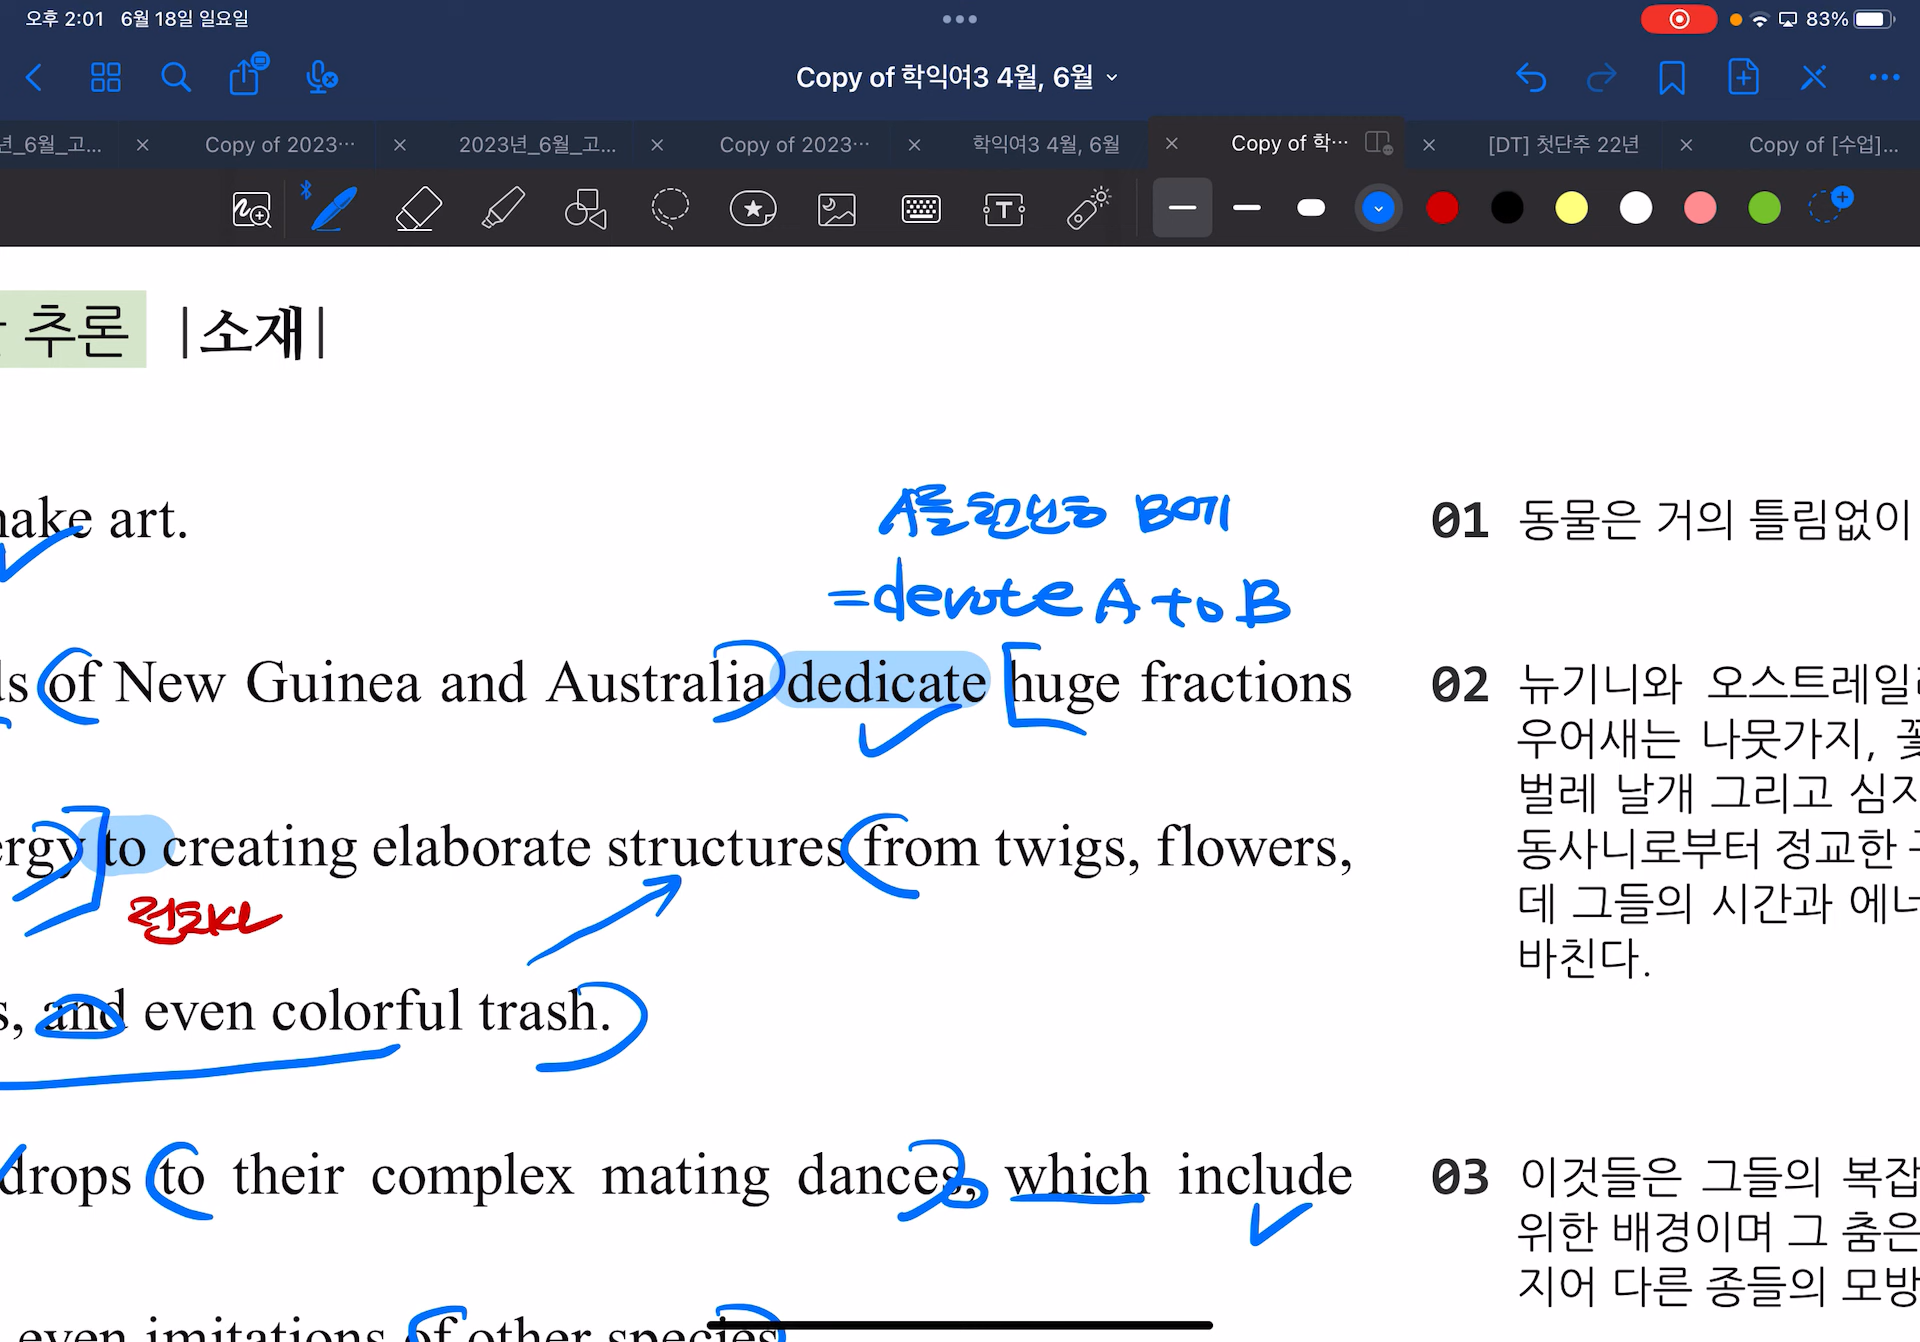 오후 2:01 6월 18일 일요일
83%
Copy of 학익여3 4월, 6월
년_6월_고...
Copy of 2023...
2023년_6월_고...
Copy of 2023...
학익여3 4월, 6월
Copy of 학...
[DT] 첫단추 22년
Copy of [수업]...
추론 |소재|
make art.
A를 헌신하 B에
=devote A to B
of New Guinea and Australia dedicate huge fractions
to creating elaborate structures from twigs, flowers,
전치사
and even colorful trash.
drops to their complex mating dances, which include
even imitations of other species
01 동물은 거의 틀림없이
02 뉴기니와 오스트레일리
우어새는 나뭇가지, 꽃
벌레 날개 그리고 심지
동사니로부터 정교한 구
데 그들의 시간과 에너
바친다.
03 이것들은 그들의 복잡
위한 배경이며 그 춤은
지어 다른 종들의 모방